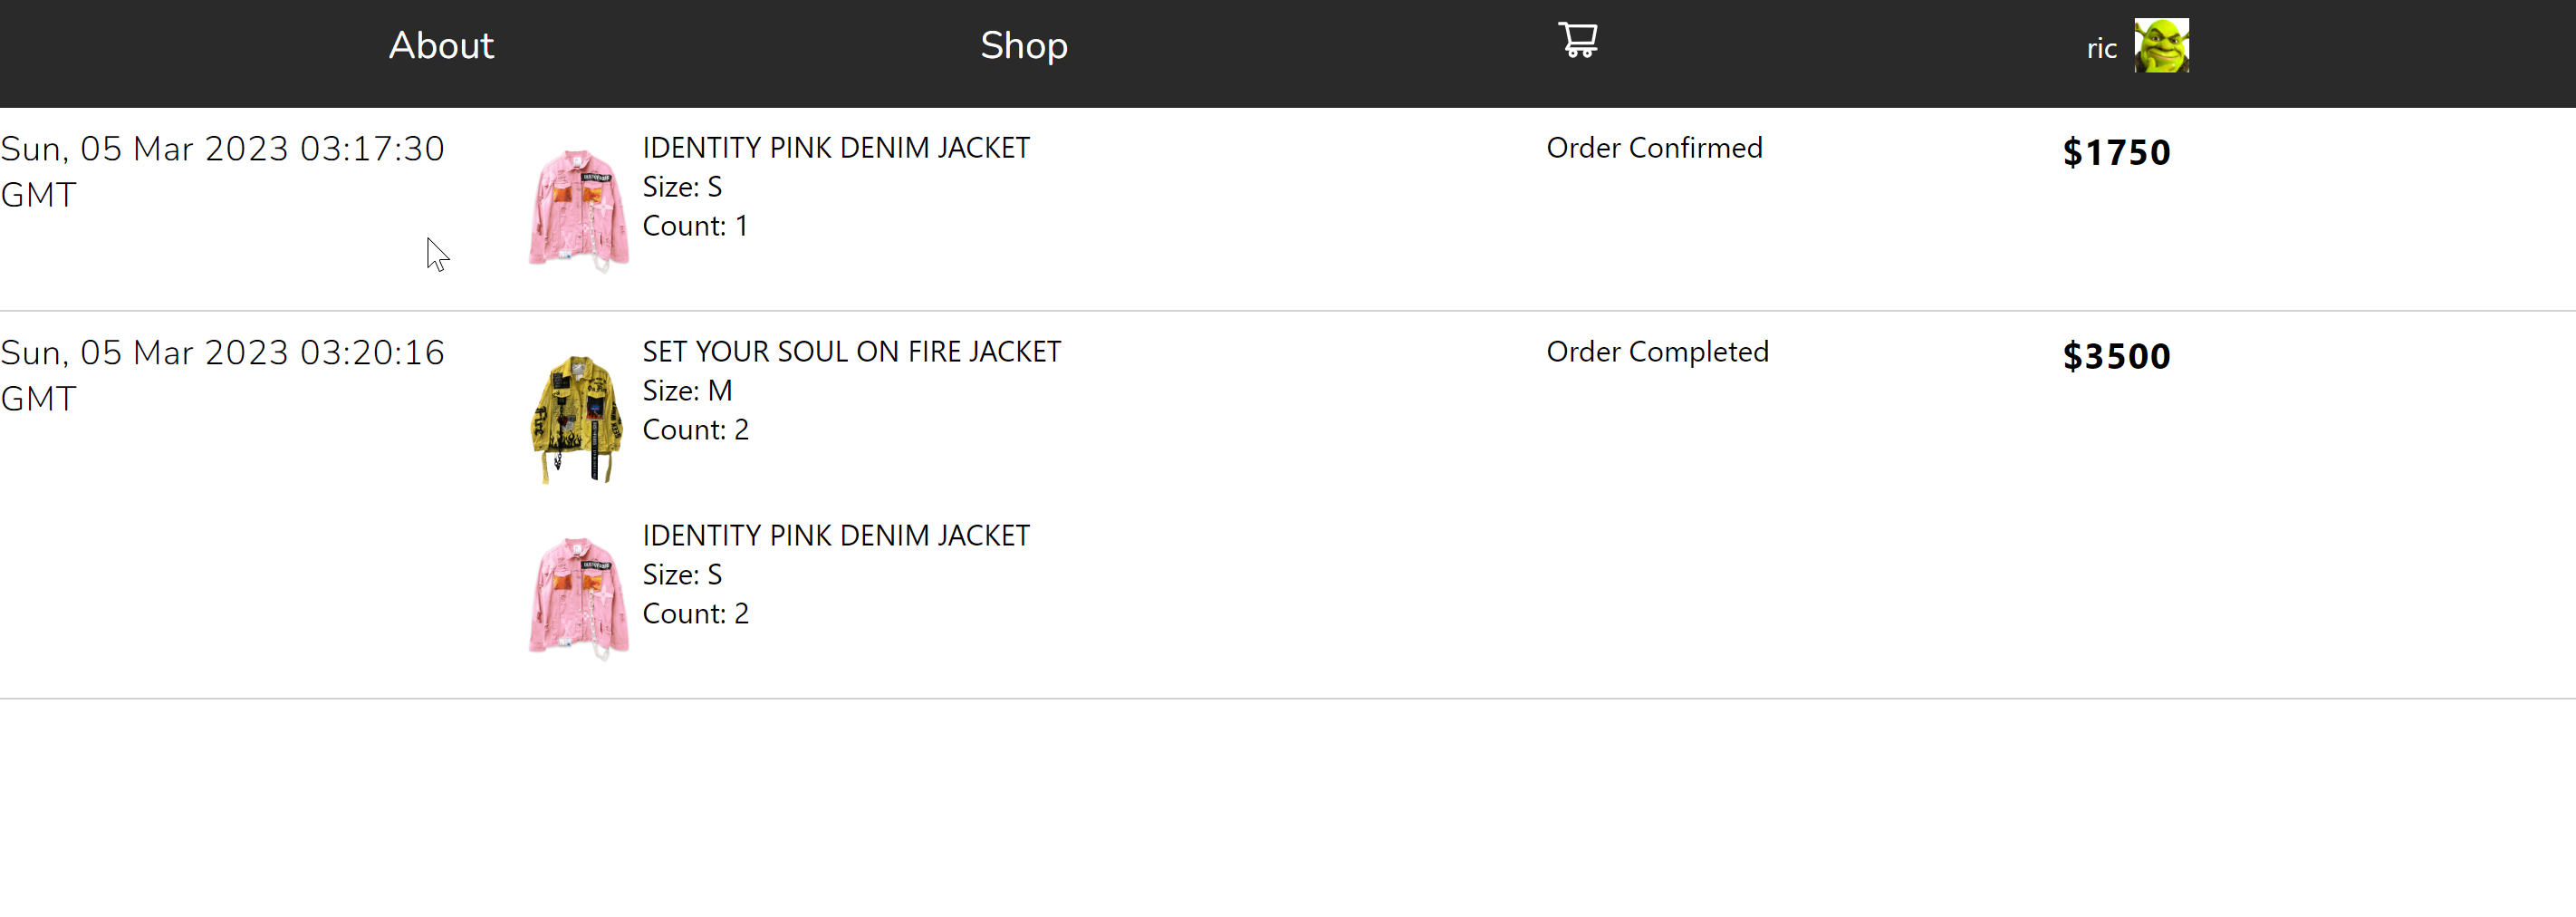 About
Shop
ric
Sun, 05 Mar 2023 03:17:30
GMT
IDENTITY PINK DENIM JACKET
Size: S
Count: 1
Order Confirmed
$1750
Sun, 05 Mar 2023 03:20:16
GMT
SET YOUR SOUL ON FIRE JACKET
Size: M
Count: 2
Order Completed
$3500
IDENTITY PINK DENIM JACKET
Size: S
Count: 2